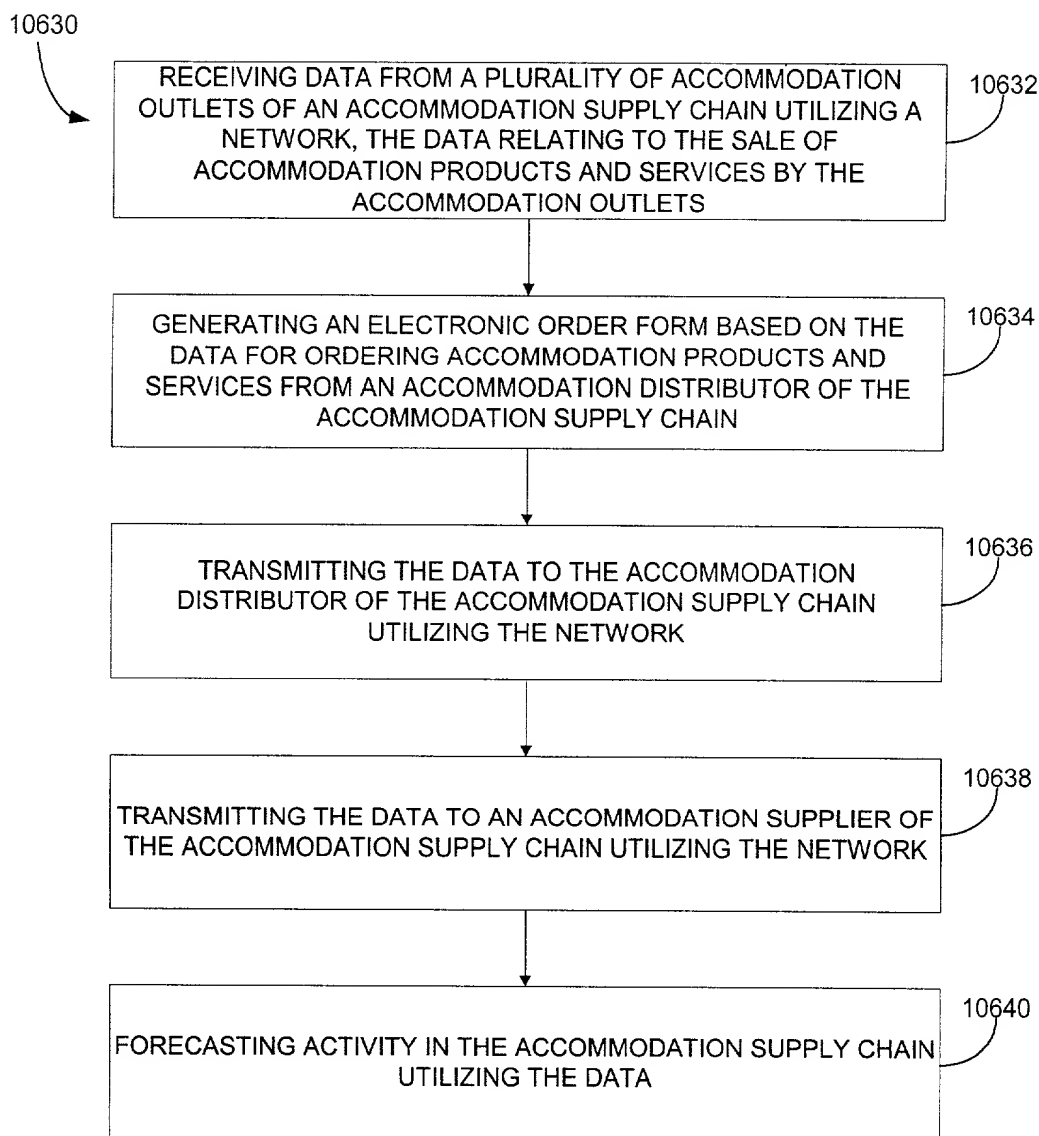 10630
RECEIVING DATA FROM A PLURALITY OF ACCOMMODATION
OUTLETS OF AN ACCOMMODATION SUPPLY CHAIN UTILIZING A
NETWORK, THE DATA RELATING TO THE SALE OF
ACCOMMODATION PRODUCTS AND SERVICES BY THE
ACCOMMODATION OUTLETS
10632
GENERATING AN ELECTRONIC ORDER FORM BASED ON THE
DATA FOR ORDERING ACCOMMODATION PRODUCTS AND
SERVICES FROM AN ACCOMMODATION DISTRIBUTOR OF THE
ACCOMMODATION SUPPLY CHAIN
10634
TRANSMITTING THE DATA TO THE ACCOMMODATION
DISTRIBUTOR OF THE ACCOMMODATION SUPPLY CHAIN
UTILIZING THE NETWORK
10636
TRANSMITTING THE DATA TO AN ACCOMMODATION SUPPLIER OF
THE ACCOMMODATION SUPPLY CHAIN UTILIZING THE NETWORK
10638
FORECASTING ACTIVITY IN THE ACCOMMODATION SUPPLY CHAIN
UTILIZING THE DATA
10640